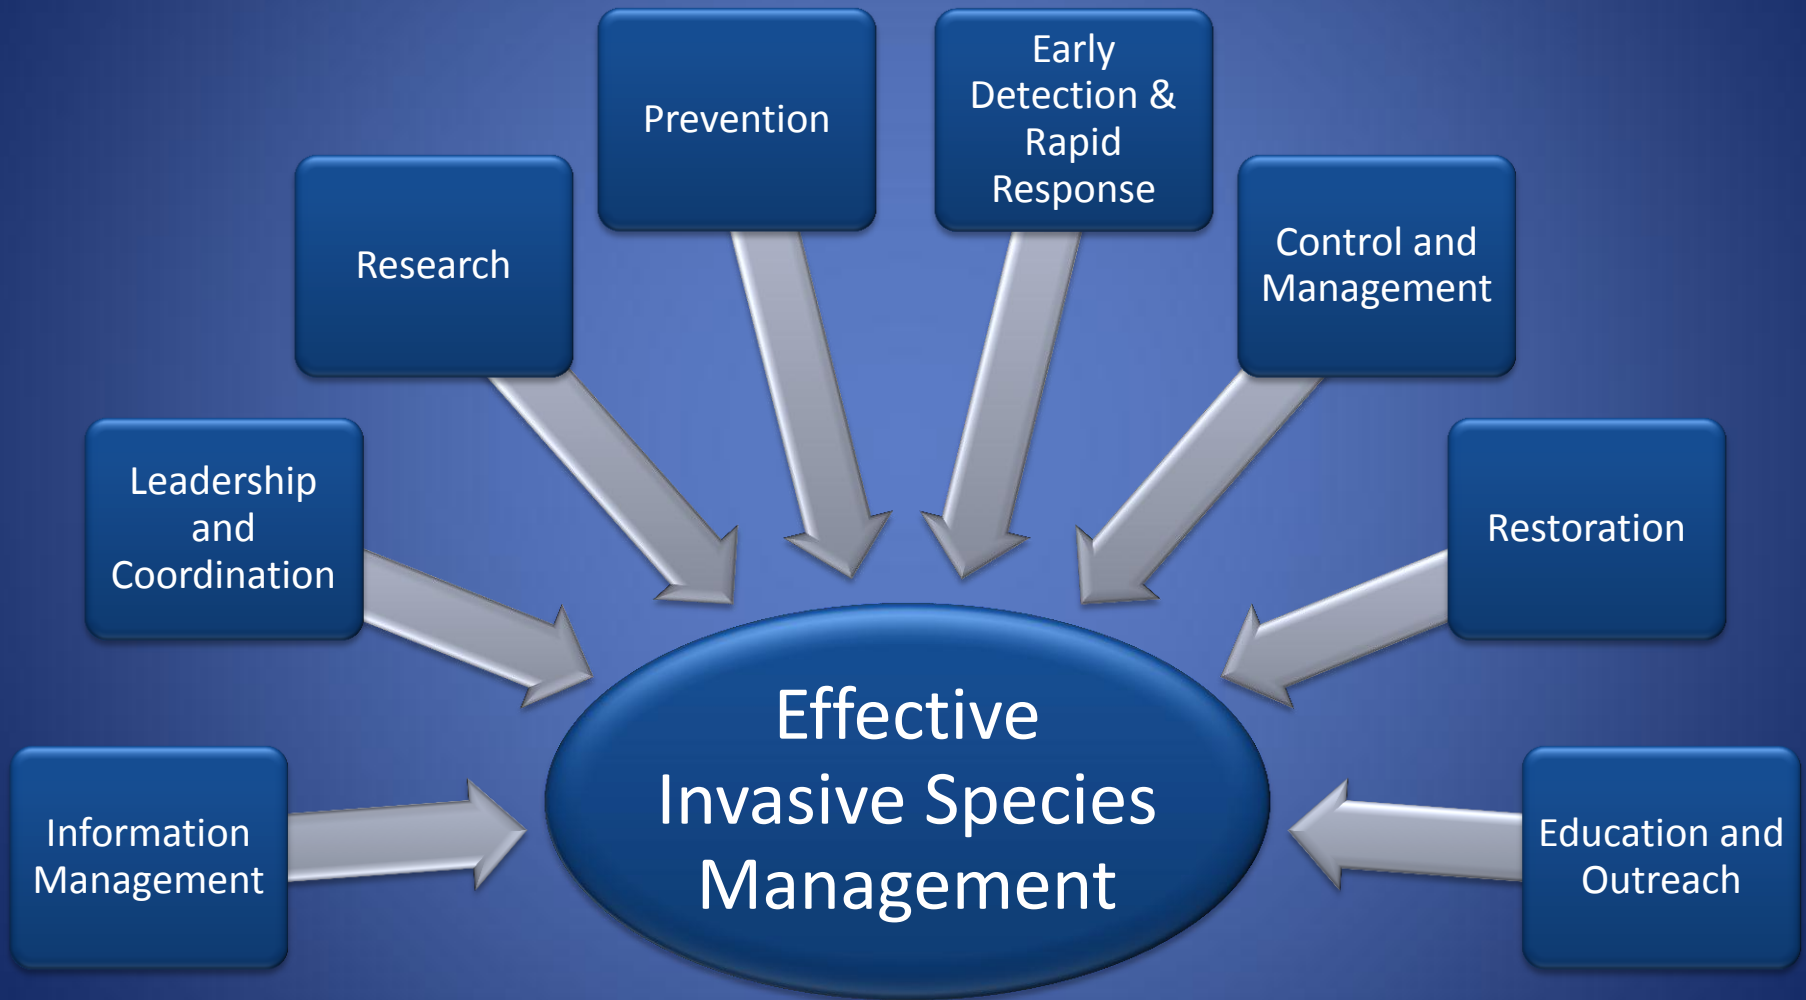 Information
Management
Leadership
and
Coordination
Research
Prevention
Early
Detection &
Rapid
Response
Control and
Management
Restoration
Education and
Outreach
Effective
Invasive Species
Management